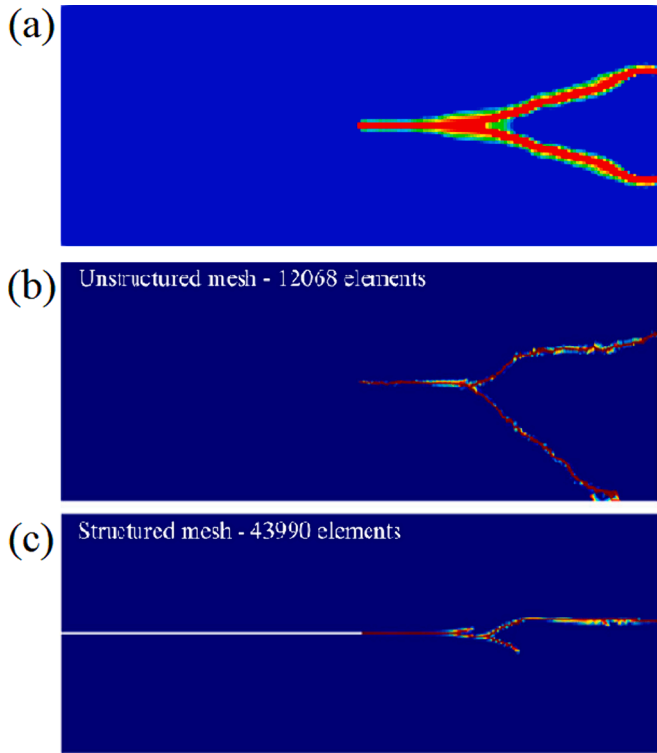 (a)
(b)
Unstructured mesh - 12068 elements
(c)
Structured mesh - 43990 elements